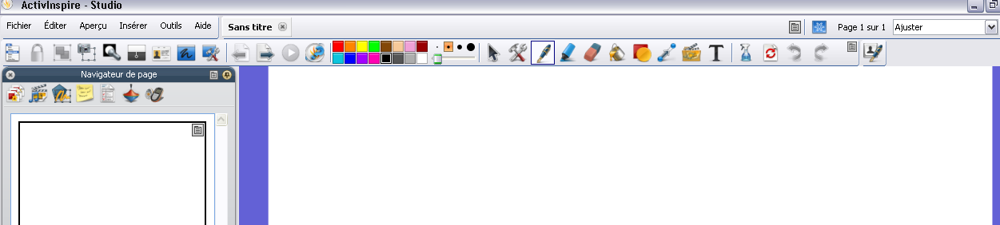 ActivInspire - Studio
Fichier Éditer Aperçu Insérer Outils Aide Sans titre Page 1 sur 1 Ajuster
Navigateur de page